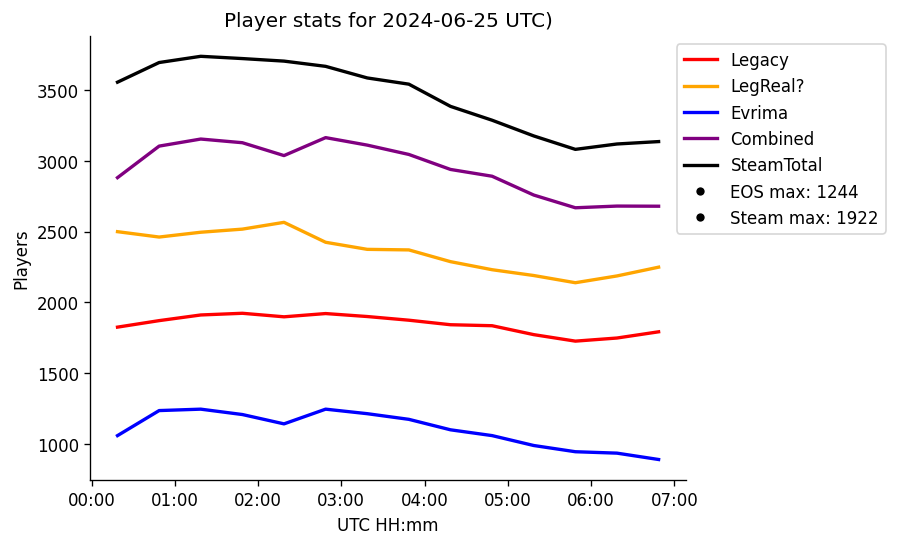 Player stats for 2024-06-25 UTC)
Legacy
LegReal?
Evrima
Combined
SteamTotal
EOS max: 1244
Steam max: 1922
Players
3500
3000
2500
2000
1500
1000
00:00 01:00 02:00 03:00 04:00 05:00 06:00 07:00
UTC HH:mm